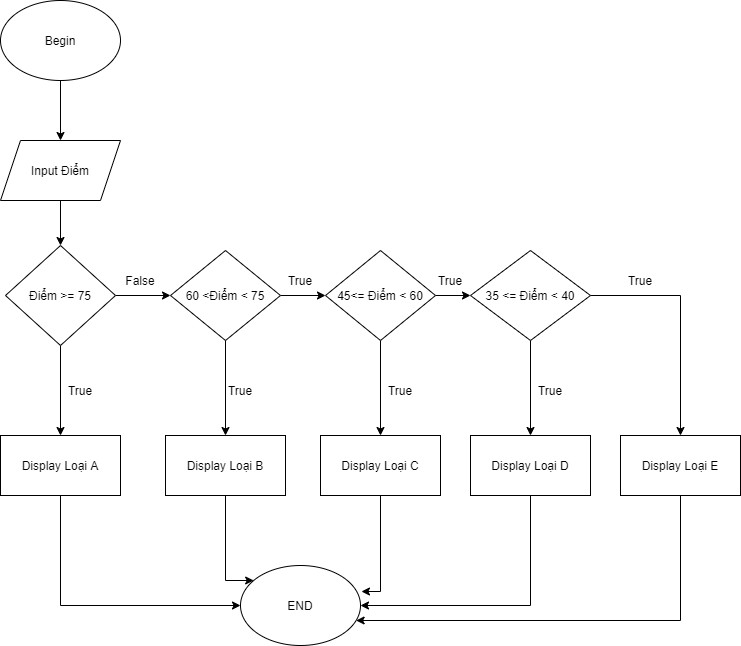 Begin
Input Điểm
Điểm >= 75
False
60 <Điểm < 75
True
45<= Điểm < 60
True
35 <= Điểm < 40
True
True
True
True
True
Display Loại A
Display Loại B
Display Loại C
Display Loại D
Display Loại E
END